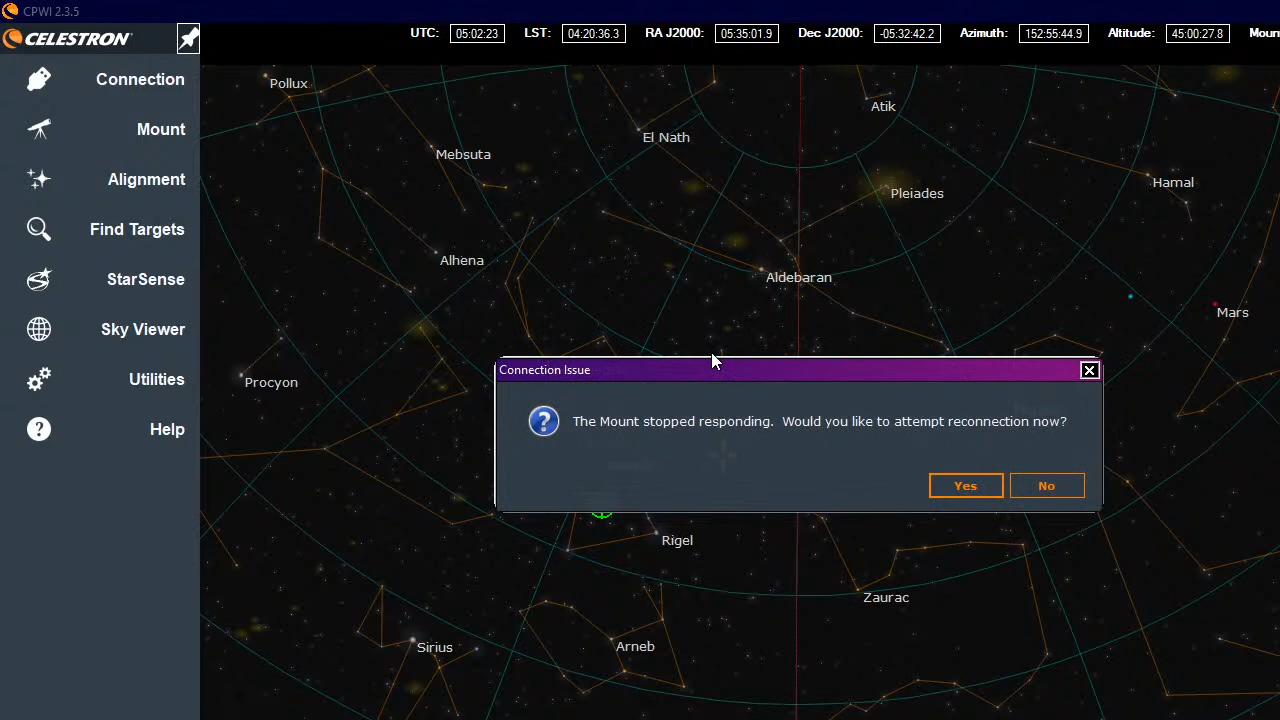 CPWI 2.3.5
CELESTRON
UTC: 05:02:23 LST: 04:20:36.3 RA J2000: 05:35:01.9 Dec J2000: -05:32:42.2 Azimuth: 152:55:44.9 Altitude: 45:00:27.8 Moun
Connection
Mount
Alignment
Find Targets
StarSense
Sky Viewer
Utilities
Help
Pollux
Atik
El Nath
Mebsuta
Hamal
Pleiades
Alhena
Aldebaran
Mars
Procyon
Connection Issue
The Mount stopped responding. Would you like to attempt reconnection now?
Yes No
Rigel
Zaurac
Arneb
Sirius